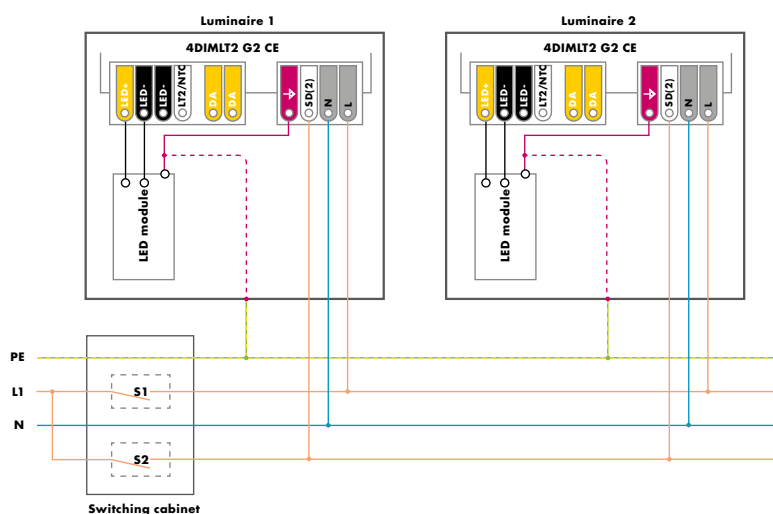 Luminaire 1
Luminaire 2
4DIMLT2 G2 CE
4DIMLT2 G2 CE
LED+
LED-
LED-
LT2/NTC
DA
DA
SD(2)
N
L
LED+
LED-
LED-
LT2/NTC
DA
DA
SD(2)
N
L
LED module
LED module
PE
L1
S1
N
S2
Switching cabinet